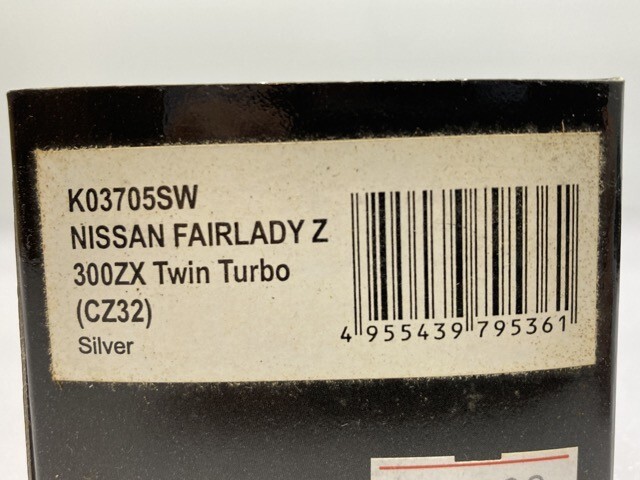 K03705SW
NISSAN FAIRLADY Z
300ZX Twin Turbo
(CZ32)
Silver
4 955439 795361